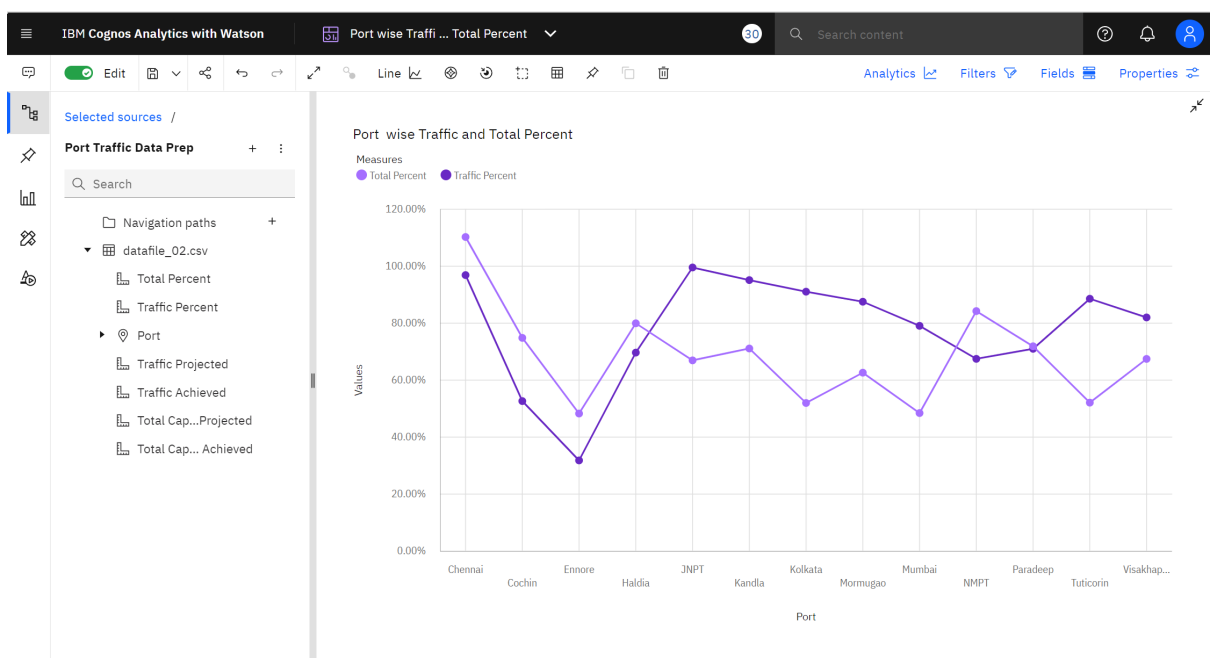 IBM Cognos Analytics with Watson
Port wise Traffi ... Total Percent
30
Search content
Edit
Line
Analytics
Filters
Fields
Properties
Selected sources /
Port Traffic Data Prep
Search
Navigation paths
datafile_02.csv
Total Percent
Traffic Percent
Port
Traffic Projected
Traffic Achieved
Total Cap...Projected
Total Cap... Achieved
Port wise Traffic and Total Percent
Measures
Total Percent Traffic Percent
120.00%
100.00%
80.00%
60.00%
40.00%
20.00%
0.00%
Values
Chennai Cochin Ennore Haldia JNPT Kandla Kolkata Mormugao Mumbai NMPT Paradeep Tuticorin Visakhap...
Port